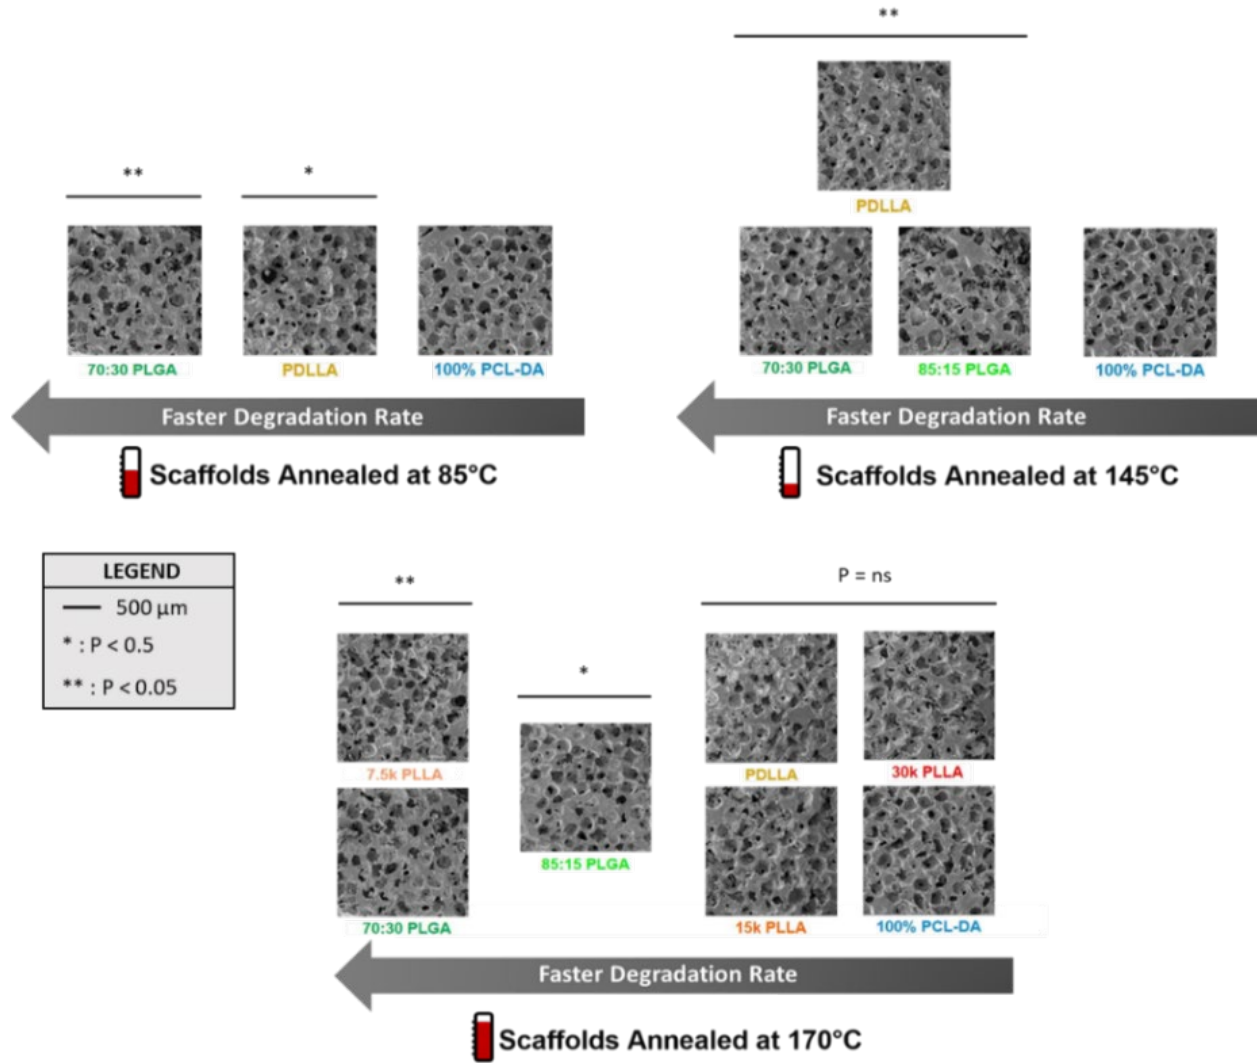 **
*
70:30 PLGA
PDLLA
100% PCL-DA
Faster Degradation Rate
Scaffolds Annealed at 85°C
**
PDLLA
70:30 PLGA
85:15 PLGA
100% PCL-DA
Faster Degradation Rate
Scaffolds Annealed at 145°C
LEGEND
500 µm
* : P < 0.5
** : P < 0.05
**
*
P = ns
7.5k PLLA
70:30 PLGA
85:15 PLGA
PDLLA
30k PLLA
15k PLLA
100% PCL-DA
Faster Degradation Rate
Scaffolds Annealed at 170°C